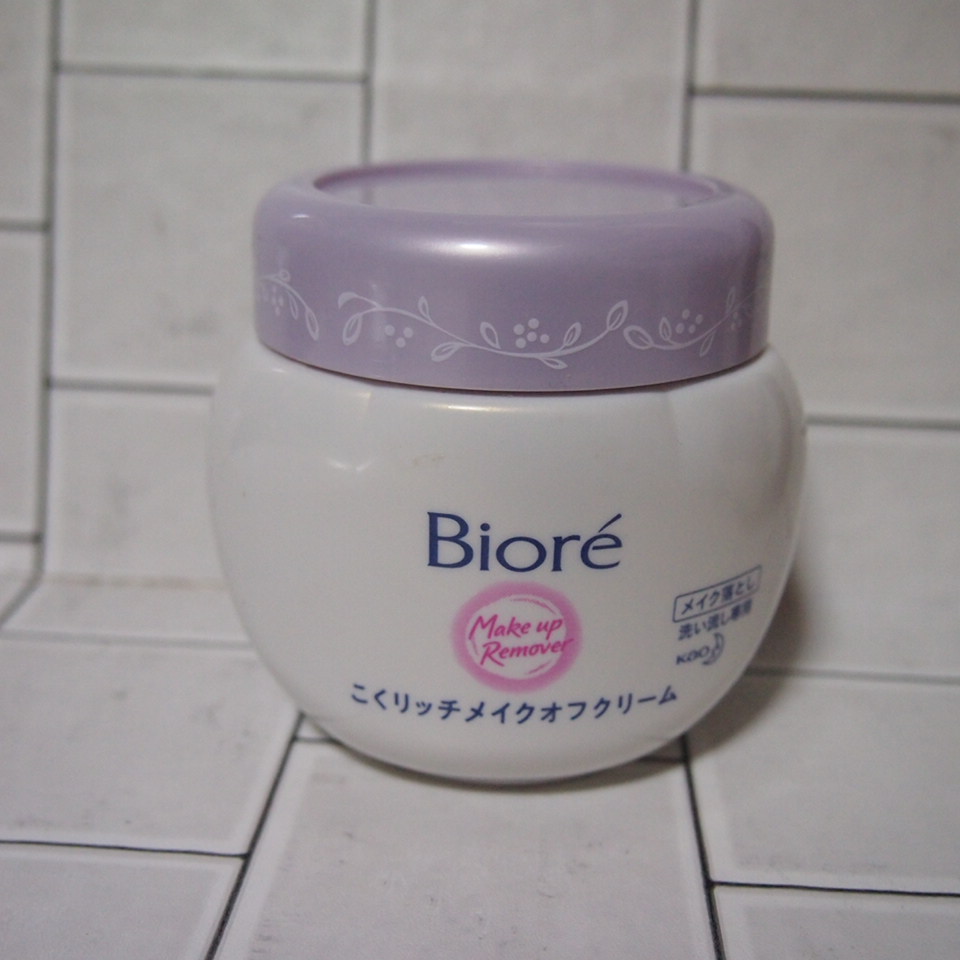 Bioré
Make up
Remover
こくリッチメイクオフクリーム
メイク落とし
洗い流し専用
Kao